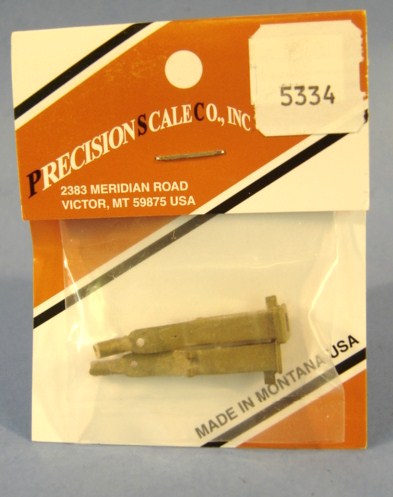 5334
PRECISION SCALE CO., INC
2383 MERIDIAN ROAD
VICTOR, MT 59875 USA
MADE IN MONTANA USA